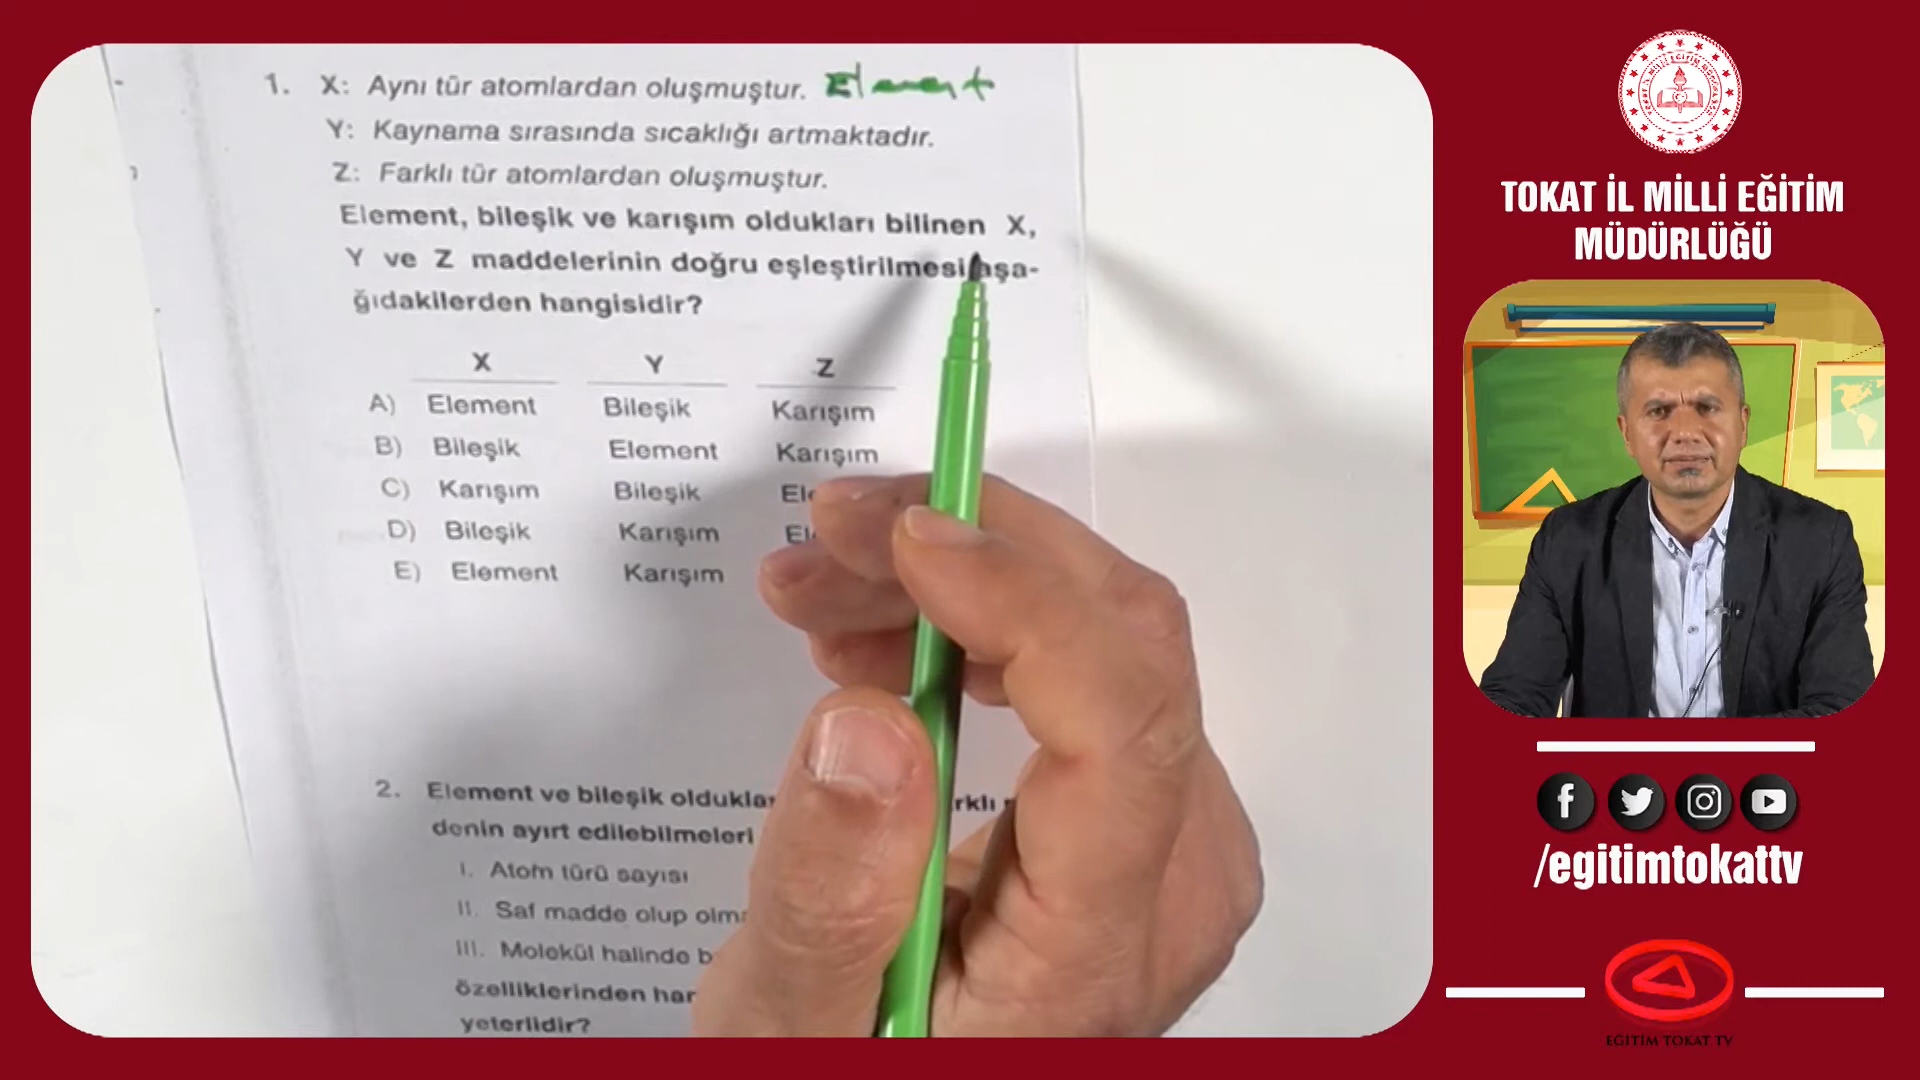 1. X: Aynı tür atomlardan oluşmuştur. Element
Y: Kaynama sırasında sıcaklığı artmaktadır.
Z: Farklı tür atomlardan oluşmuştur.
Element, bileşik ve karışım oldukları bilinen X,
Y ve Z maddelerinin doğru eşleştirilmesi aşa-
ğıdakilerden hangisidir?
X Y Z
A) Element Bileşik Karışım
B) Bileşik Element Karışım
C) Karışım Bileşik
D) Bileşik Karışım
E) Element Karışım
2. Element ve bileşik
denin ayırt edilebilmeleri
I. Atom türü sayısı
II. Saf madde olup
III. Molekül halinde
özelliklerinden
yeterlidir?
TOKAT İL MİLLİ EĞİTİM
MÜDÜRLÜĞÜ
/egitimtokattv
EĞİTİM TOKAT TV